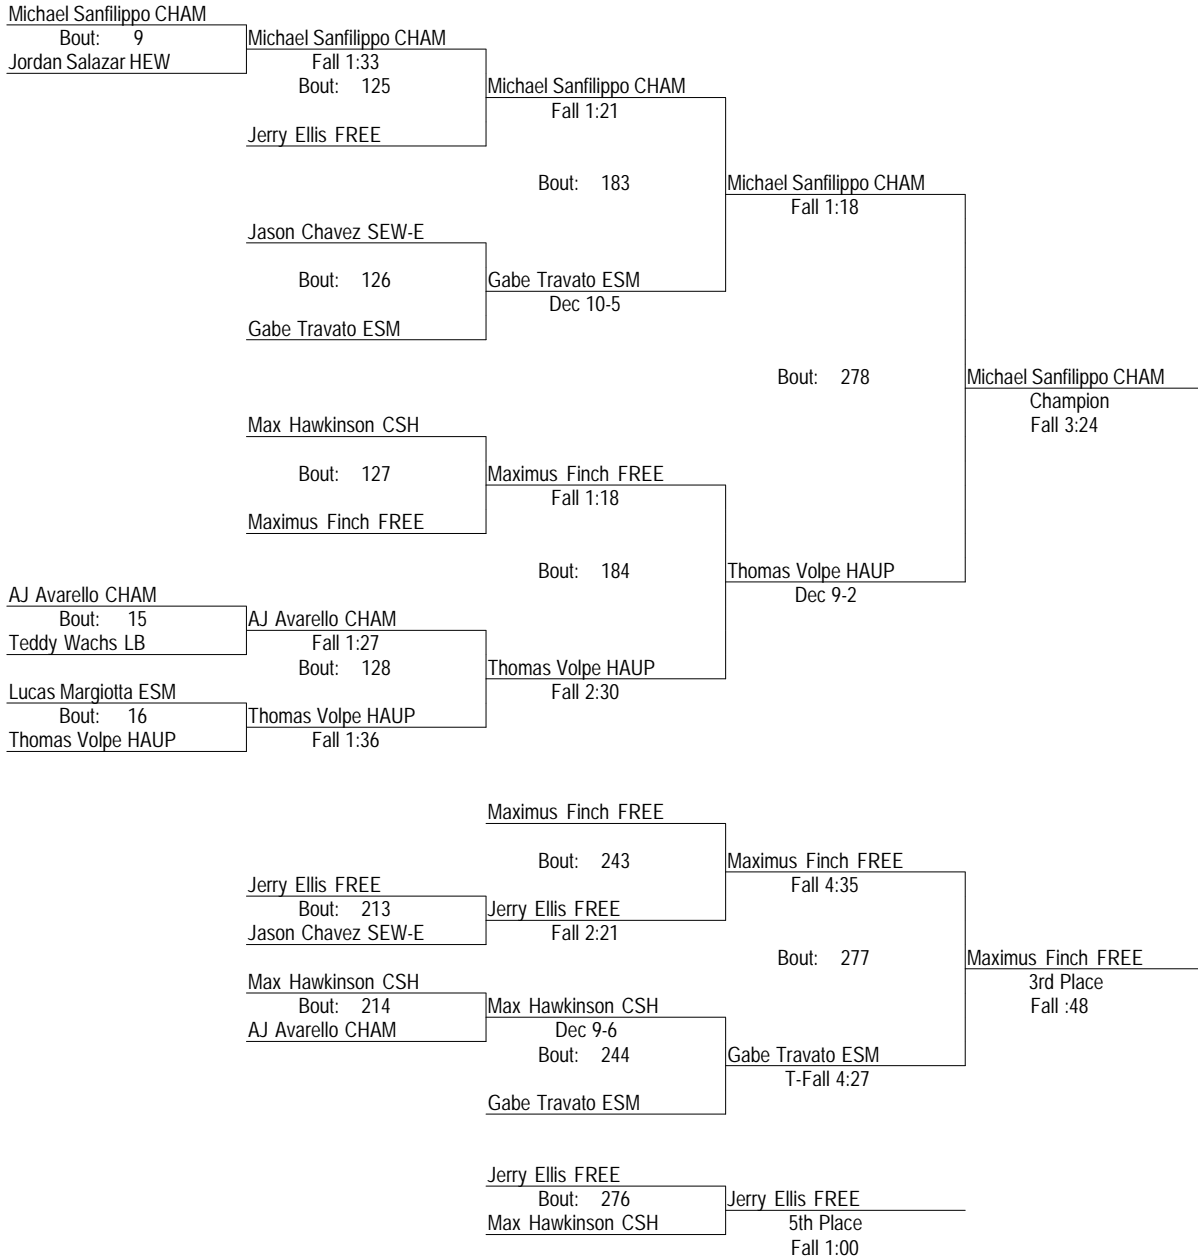 Michael Sanfilippo CHAM
Bout: 9
Jordan Salazar HEW
Michael Sanfilippo CHAM
Fall 1:33
Bout: 125
Jerry Ellis FREE
Michael Sanfilippo CHAM
Fall 1:21
Bout: 183
Michael Sanfilippo CHAM
Fall 1:18
Jason Chavez SEW-E
Bout: 126
Gabe Travato ESM
Gabe Travato ESM
Dec 10-5
Bout: 278
Michael Sanfilippo CHAM
Champion
Fall 3:24
Max Hawkinson CSH
Bout: 127
Maximus Finch FREE
Maximus Finch FREE
Fall 1:18
Bout: 184
Thomas Volpe HAUP
Dec 9-2
AJ Avarello CHAM
Bout: 15
Teddy Wachs LB
AJ Avarello CHAM
Fall 1:27
Bout: 128
Thomas Volpe HAUP
Fall 2:30
Lucas Margiotta ESM
Bout: 16
Thomas Volpe HAUP
Thomas Volpe HAUP
Fall 1:36
Maximus Finch FREE
Bout: 243
Maximus Finch FREE
Fall 4:35
Jerry Ellis FREE
Bout: 213
Jason Chavez SEW-E
Jerry Ellis FREE
Fall 2:21
Bout: 277
Maximus Finch FREE
3rd Place
Fall :48
Max Hawkinson CSH
Bout: 214
AJ Avarello CHAM
Max Hawkinson CSH
Dec 9-6
Bout: 244
Gabe Travato ESM
T-Fall 4:27
Gabe Travato ESM
Jerry Ellis FREE
Bout: 276
Max Hawkinson CSH
Jerry Ellis FREE
5th Place
Fall 1:00